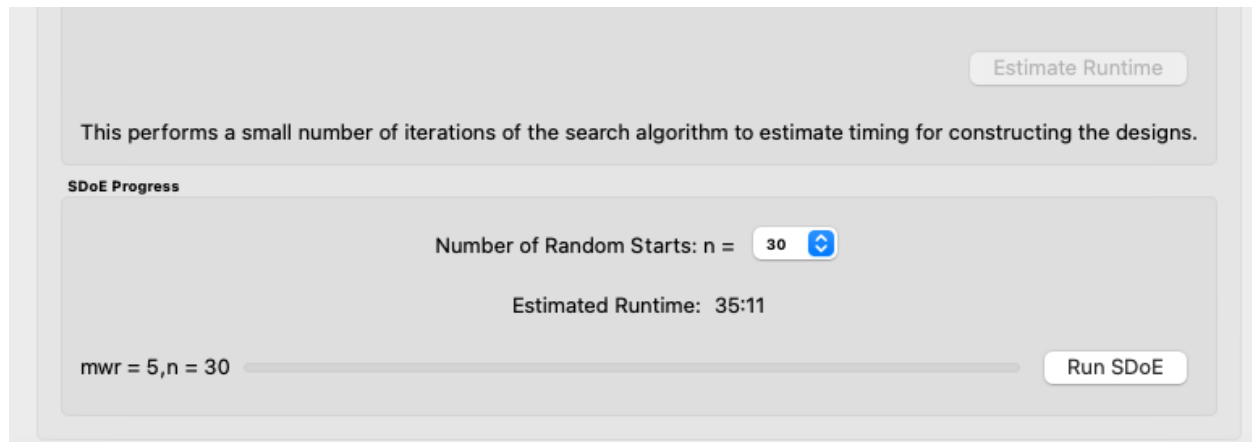 Estimate Runtime
This performs a small number of iterations of the search algorithm to estimate timing for constructing the designs.
SDoE Progress
Number of Random Starts: n = 30
Estimated Runtime: 35:11
mwr = 5,n = 30 Run SDoE